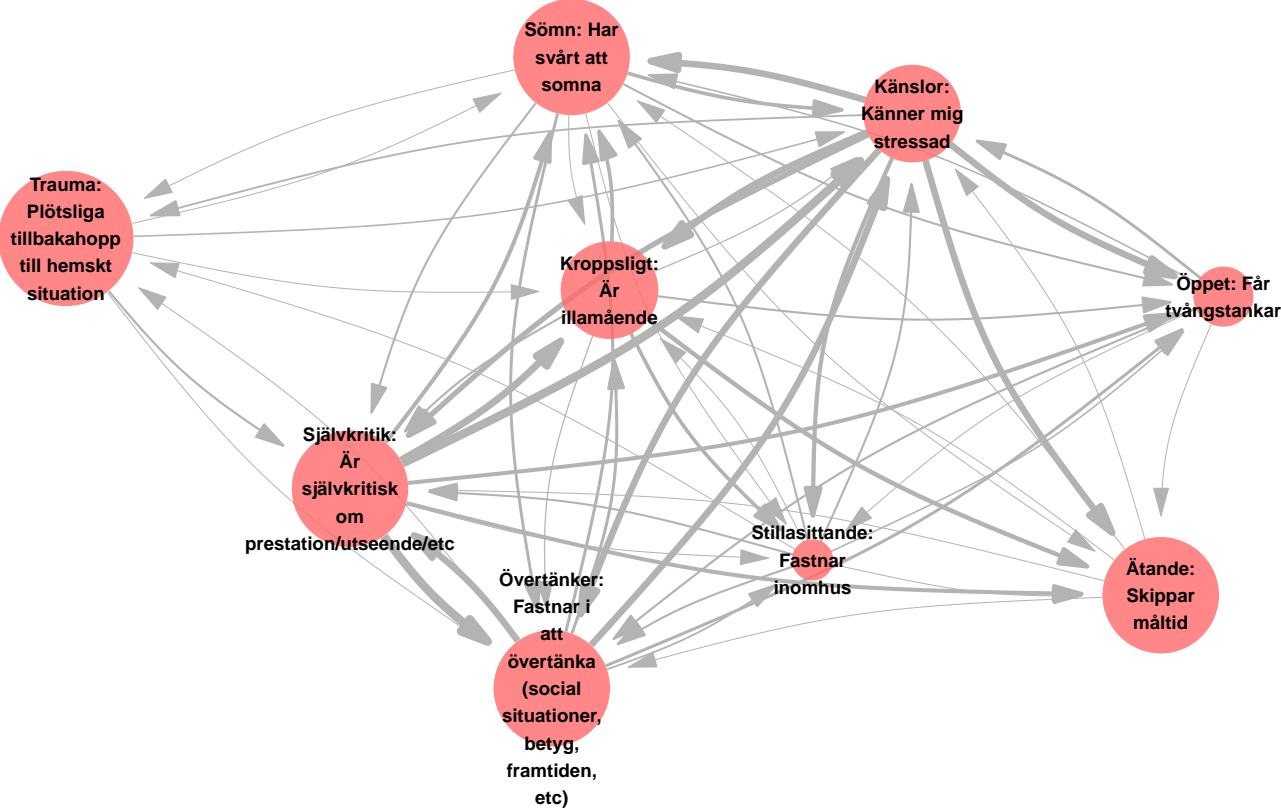 Sömn: Har
svårt att
somna
Känslor:
Känner mig
stressad
Trauma:
Plötsliga
tillbakahopp
till hemskt
situation
Kroppsligt:
Är
illamående
Öppet: Får
tvångstankar
Självkritik:
Är
självkritisk
om
prestation/utseende/etc
Stillasittande:
Fastnar
inomhus
Ätande:
Skippar
måltid
Övertänker:
Fastnar i
att
övertänka
(social
situationer,
betyg,
framtiden,
etc)